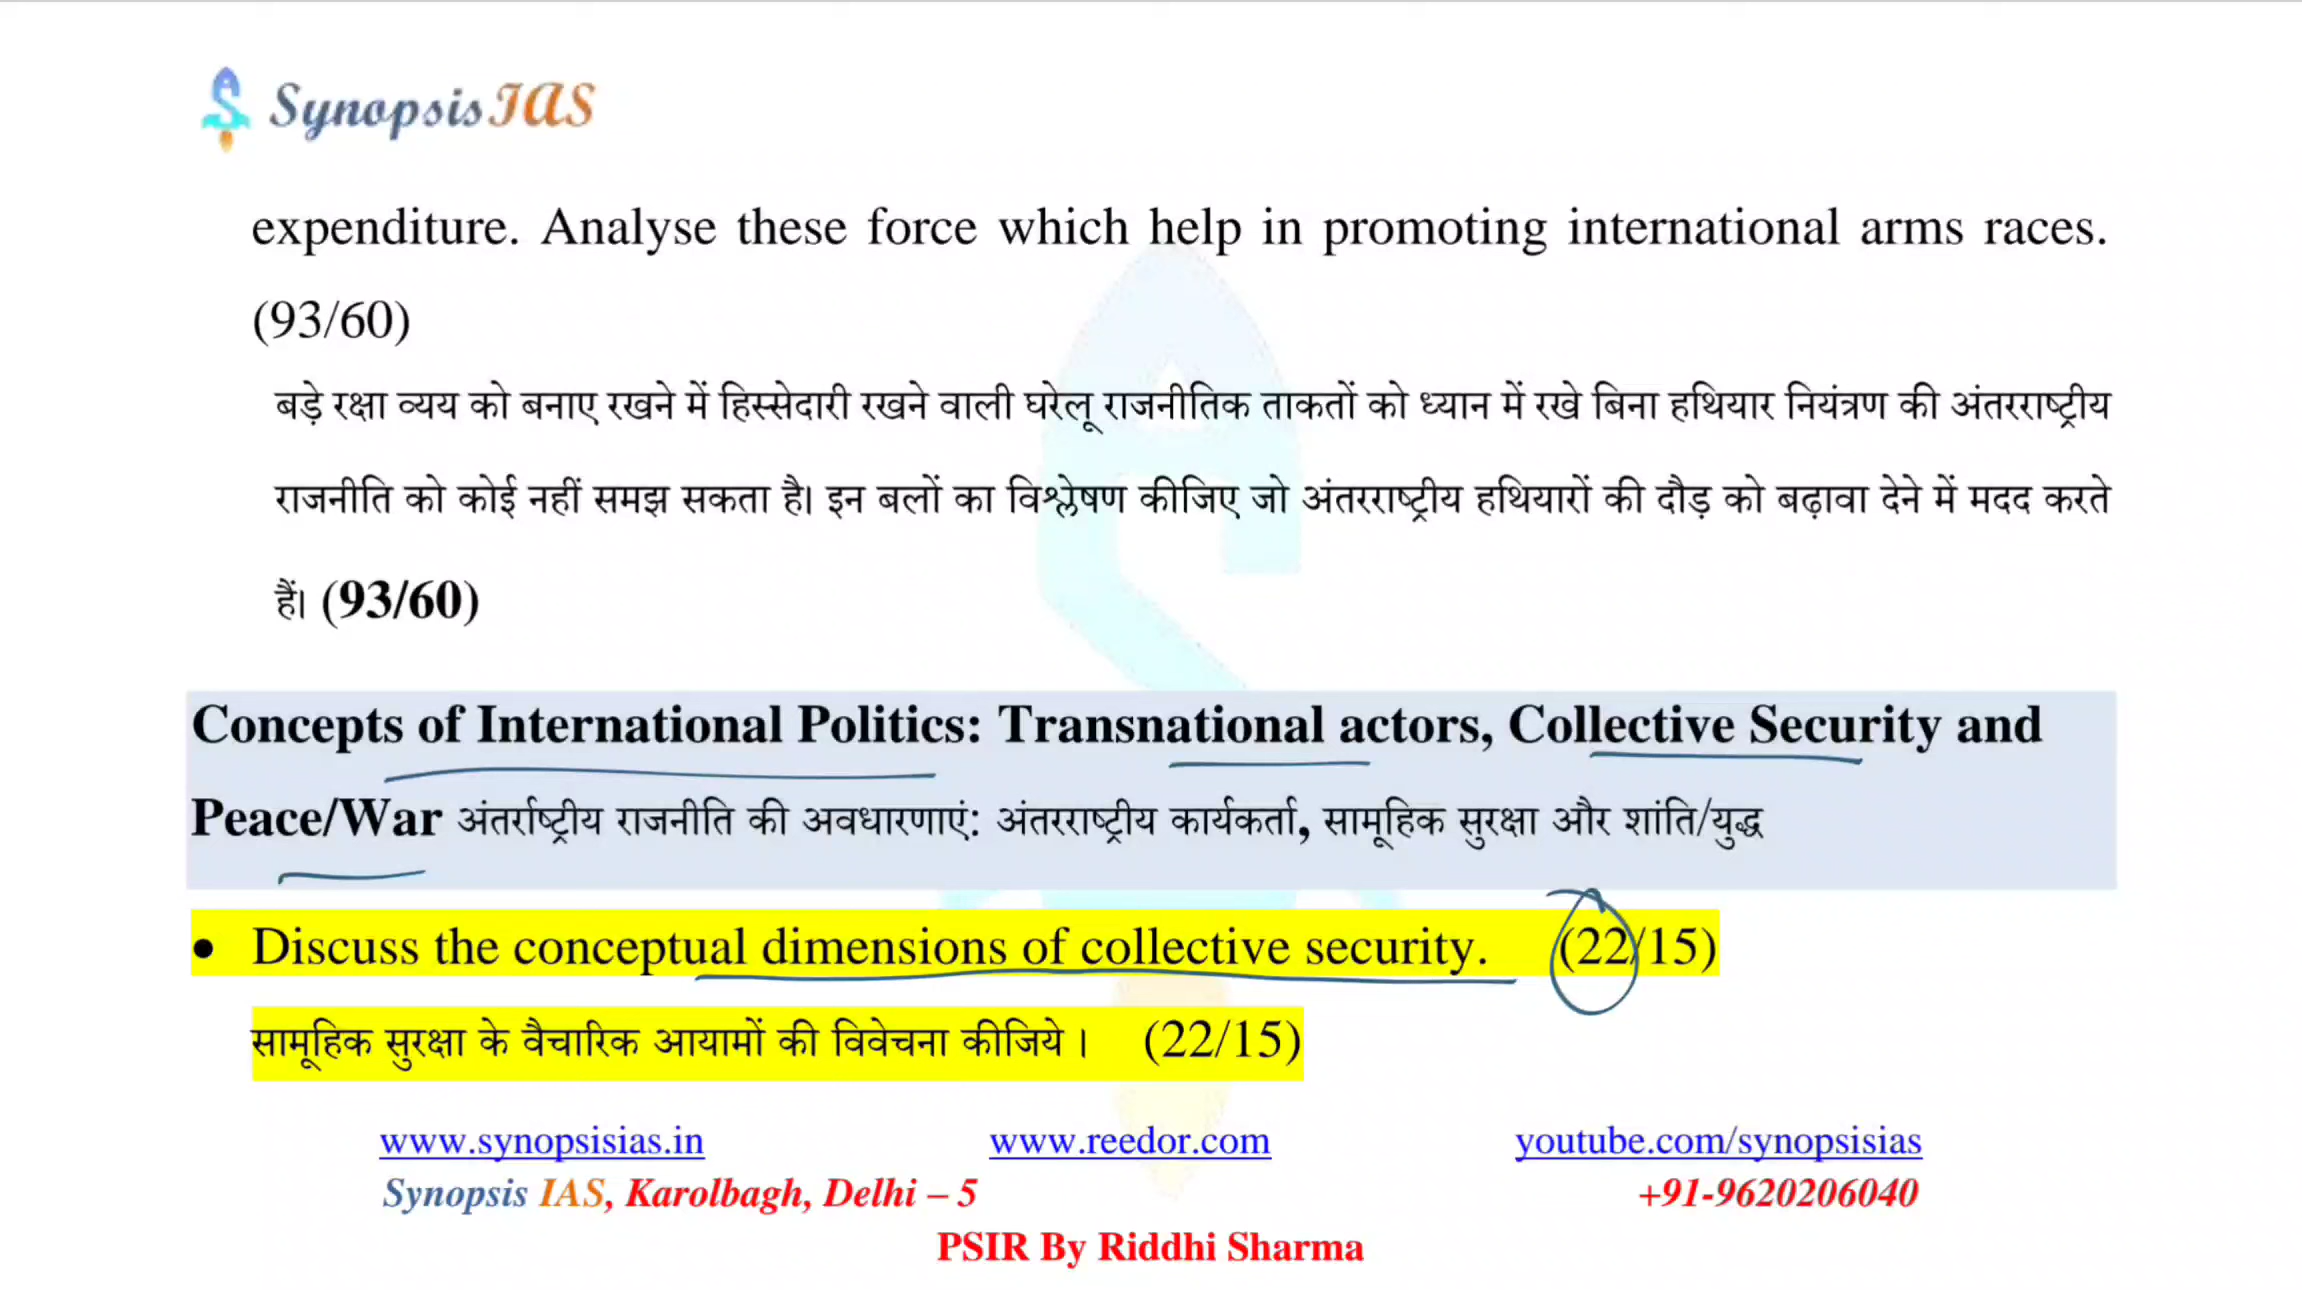 Synopsis IAS
expenditure. Analyse these force which help in promoting international arms races.
(93/60)
बड़े रक्षा व्यय को बनाए रखने में हिस्सेदारी रखने वाली घरेलू राजनीतिक ताकतों को ध्यान में रखे बिना हथियार नियंत्रण की अंतरराष्ट्रीय
राजनीति को कोई नहीं समझ सकता है। इन बलों का विश्लेषण कीजिए जो अंतरराष्ट्रीय हथियारों की दौड़ को बढ़ावा देने में मदद करते
हैं। (93/60)
Concepts of International Politics: Transnational actors, Collective Security and
Peace/War अंतर्राष्ट्रीय राजनीति की अवधारणाएं: अंतरराष्ट्रीय कार्यकर्ता, सामूहिक सुरक्षा और शांति/युद्ध
• Discuss the conceptual dimensions of collective security. (22/15)
सामूहिक सुरक्षा के वैचारिक आयामों की विवेचना कीजिये । (22/15)
www.synopsisias.in www.reedor.com youtube.com/synopsisias
Synopsis IAS, Karolbagh, Delhi – 5 +91-9620206040
PSIR By Riddhi Sharma